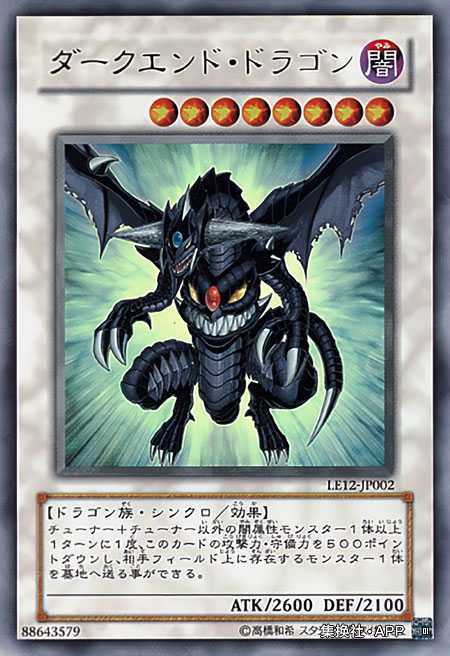 ダークエンド・ドラゴン
闇
LE12-JP002
[ドラゴン族・シンクロ／効果]
チューナー＋チューナー以外の闇属性モンスター1体以上
1ターンに1度、このカードの攻撃力・守備力を500ポイン
トダウンし、相手フィールド上に存在するモンスター1体
を墓地へ送る事ができる。
ATK/2600 DEF/2100
88643579
©高橋和希 スタジオ
集換社 APP